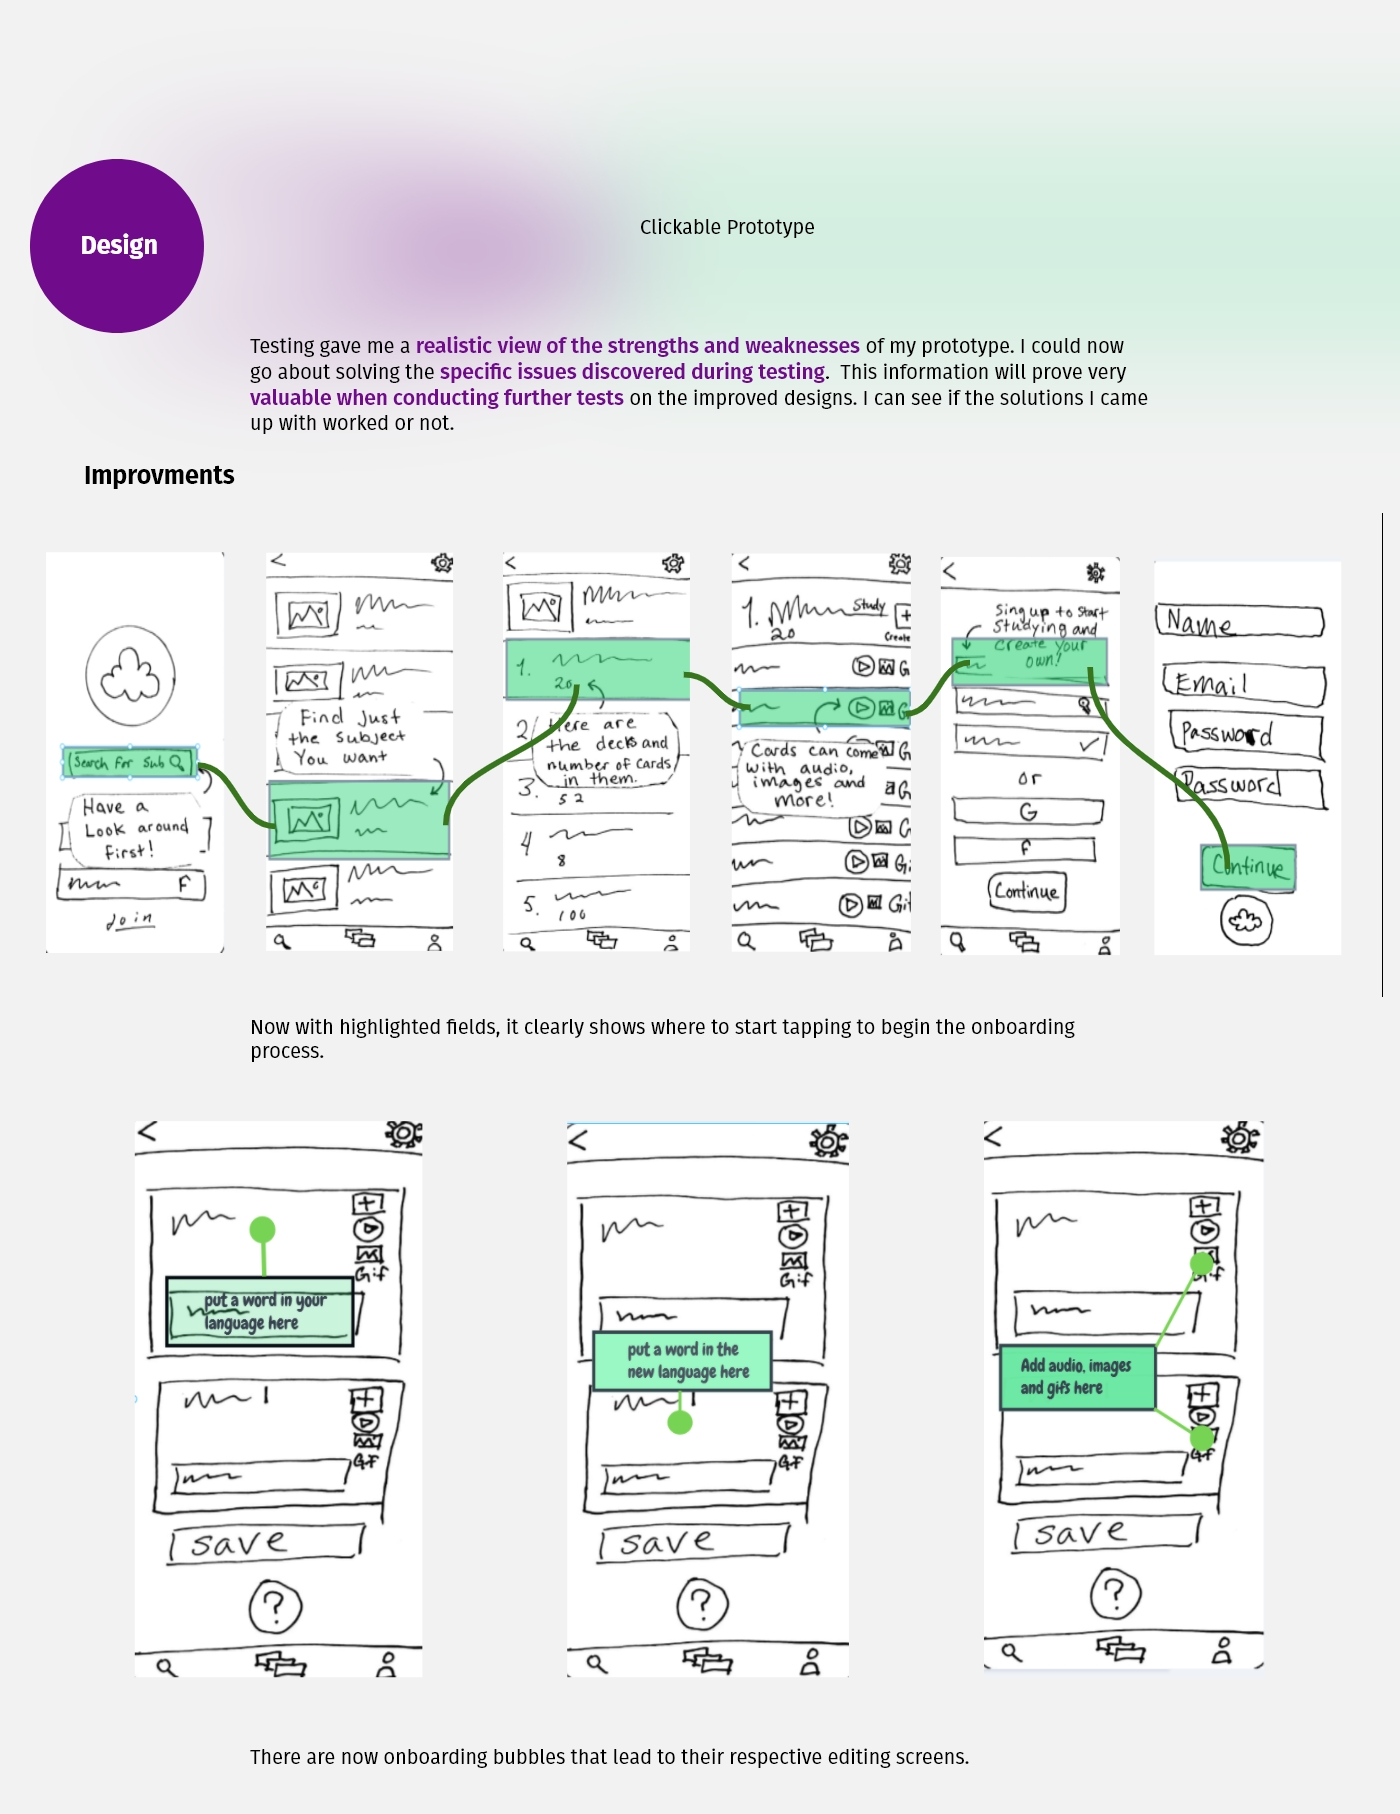 Design
Clickable Prototype
Testing gave me a realistic view of the strengths and weaknesses of my prototype. I could now
go about solving the specific issues discovered during testing.  This information will prove very
valuable when conducting further tests on the improved designs. I can see if the solutions I came
up with worked or not.
Improvments
Search For Sub
Have a
Look around
first!
F
Join
Find Just
the Subject
You want
1.
20
2
Here are
the decks and
number of cards
in them.
3.
52
4
8
5.
100
1.
Study
20
Create
G
G
Cards can come
with audio,
images and
more!
G
G
G
Gi
Gi
Sing up to Start
Studying and
Create your
own!
or
G
F
Continue
Name
Email
Password
Password
Continue
Now with highlighted fields, it clearly shows where to start tapping to begin the onboarding
process.
Gif
put a word in your
language here
Gif
save
?
Gif
put a word in the
new language here
Gif
save
?
Gif
Add audio, images
and gifs here
Gif
save
?
There are now onboarding bubbles that lead to their respective editing screens.